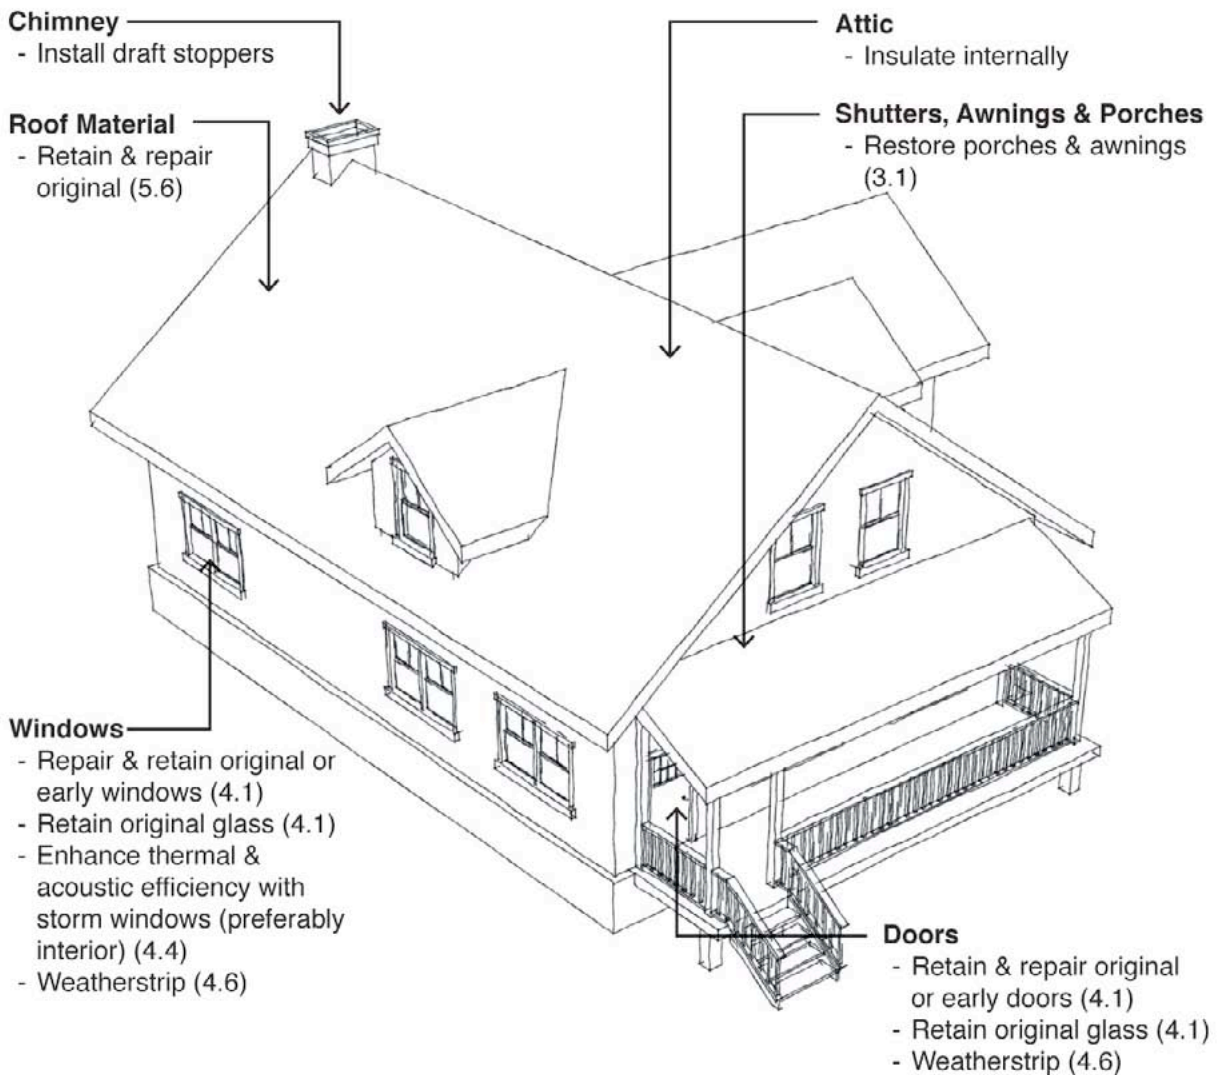 Chimney
- Install draft stoppers
Roof Material
- Retain & repair
original (5.6)
Attic
- Insulate internally
Shutters, Awnings & Porches
- Restore porches & awnings
(3.1)
Windows
- Repair & retain original or
early windows (4.1)
- Retain original glass (4.1)
- Enhance thermal &
acoustic efficiency with
storm windows (preferably
interior) (4.4)
- Weatherstrip (4.6)
Doors
- Retain & repair original
or early doors (4.1)
- Retain original glass (4.1)
- Weatherstrip (4.6)